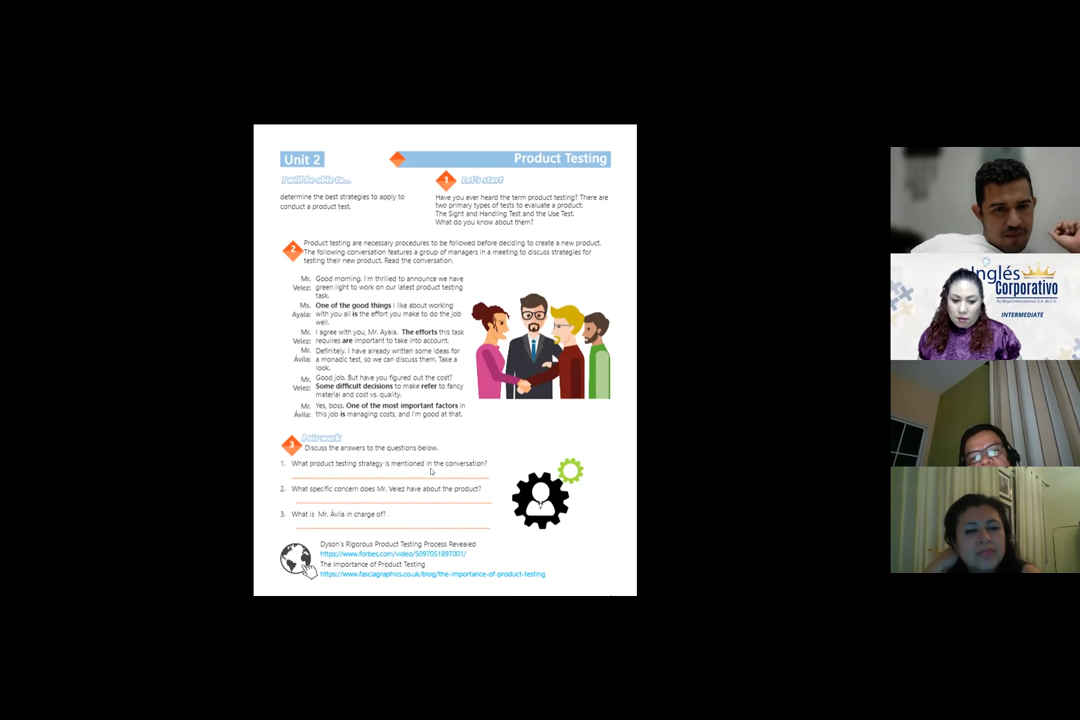 Unit 2
Product Testing
I will be able to...
determine the best strategies to apply to
conduct a product test.
1 Let's start
Have you ever heard the term product testing? There are
two primary types of tests to evaluate a product:
The Sight and Handling Test and the Use Test.
What do you know about them?
2 Product testing are necessary procedures to be followed before deciding to create a new product.
The following conversation features a group of managers in a meeting to discuss strategies for
testing their new product. Read the conversation.
Mr. Good morning. I'm thrilled to announce we have
Velez: green light to work on our latest product testing
task.
Ms. One of the good things I like about working
Ayala: with you all is the effort you make to do the job
well.
Mr. I agree with you, Mr. Ayala. The efforts this task
Velez: requires are important to take into account.
Mr. Definitely. I have already written some ideas for
Ávila: a monadic test, so we can discuss them. Take a
look.
Mr. Good job. But have you figured out the cost?
Velez: Some difficult decisions to make refer to fancy
material and cost vs. quality.
Mr. Yes, boss. One of the most important factors in
Ávila: this job is managing costs, and I'm good at that.
3 Pair work
Discuss the answers to the questions below.
1. What product testing strategy is mentioned in the conversation?
2. What specific concern does Mr. Velez have about the product?
3. What is Mr. Ávila in charge of? .
Dyson's Rigorous Product Testing Process Revealed
https://www.forbes.com/video/5097051897001/
The Importance of Product Testing
https://www.fasciagraphics.co.uk/blog/the-importance-of-product-testing
Inglés
Corporativo
By Regal International, S.A. de C.V.
INTERMEDIATE